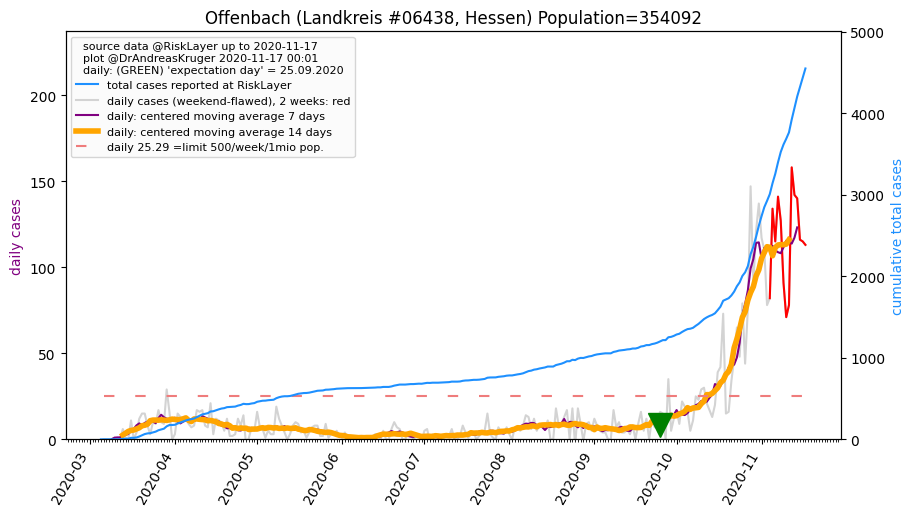 Offenbach (Landkreis #06438, Hessen) Population=354092
source data @RiskLayer up to 2020-11-17
plot @DrAndreasKruger 2020-11-17 00:01
daily: (GREEN) 'expectation day' = 25.09.2020
total cases reported at RiskLayer
daily cases (weekend-flawed), 2 weeks: red
daily: centered moving average 7 days
daily: centered moving average 14 days
daily 25.29 =limit 500/week/1mio pop.
daily cases
200
150
100
50
0
cumulative total cases
5000
4000
3000
2000
1000
0
2020-03
2020-04
2020-05
2020-06
2020-07
2020-08
2020-09
2020-10
2020-11